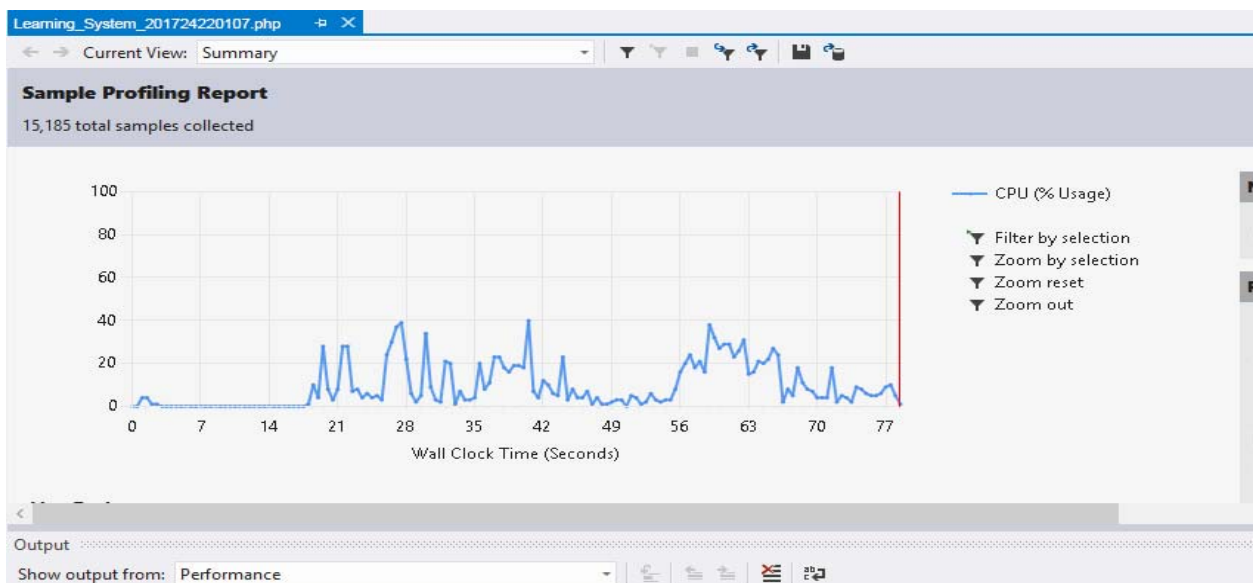 Learning_System_201724220107.php
Current View: Summary
Sample Profiling Report
15,185 total samples collected
100
80
60
40
20
0
0 7 14 21 28 35 42 49 56 63 70 77
Wall Clock Time (Seconds)
CPU (% Usage)
Filter by selection
Zoom by selection
Zoom reset
Zoom out
Output
Show output from: Performance